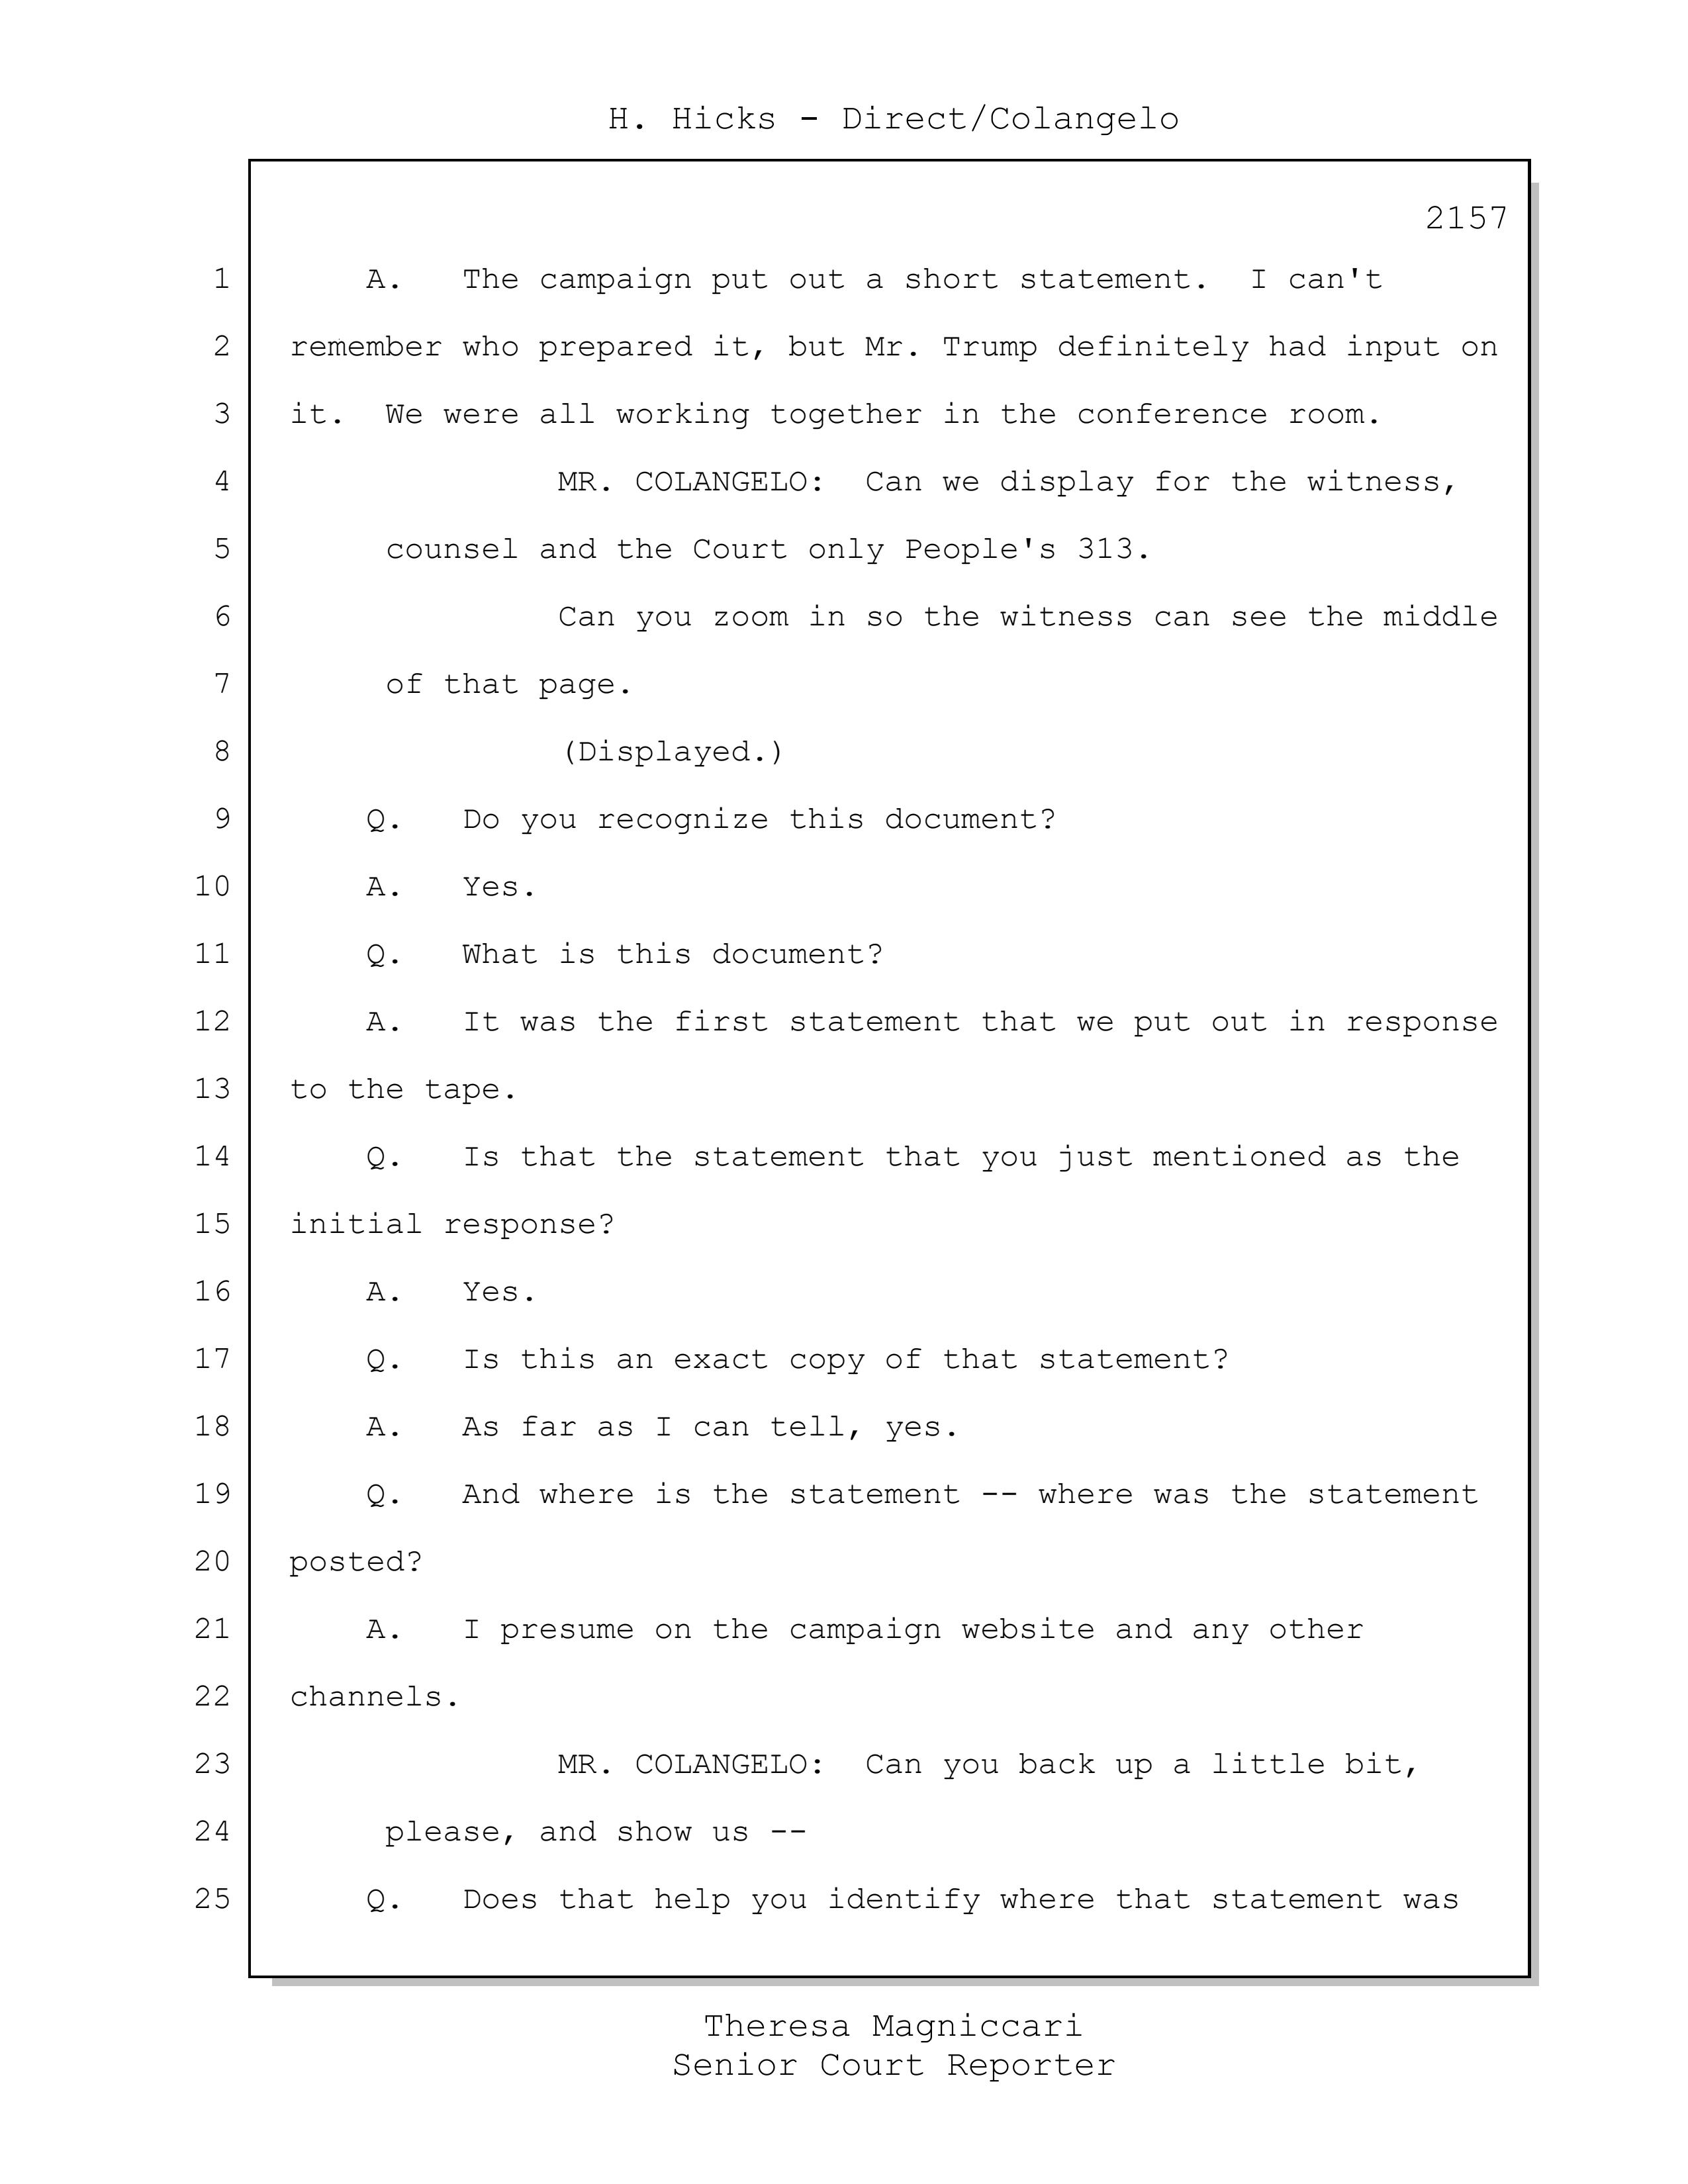 H. Hicks - Direct/Colangelo
2157
1 A. The campaign put out a short statement. I can't
2 remember who prepared it, but Mr. Trump definitely had input on
3 it. We were all working together in the conference room.
4 MR. COLANGELO: Can we display for the witness,
5 counsel and the Court only People's 313.
6 Can you zoom in so the witness can see the middle
7 of that page.
8 (Displayed.)
9 Q. Do you recognize this document?
10 A. Yes.
11 Q. What is this document?
12 A. It was the first statement that we put out in response
13 to the tape.
14 Q. Is that the statement that you just mentioned as the
15 initial response?
16 A. Yes.
17 Q. Is this an exact copy of that statement?
18 A. As far as I can tell, yes.
19 Q. And where is the statement -- where was the statement
20 posted?
21 A. I presume on the campaign website and any other
22 channels.
23 MR. COLANGELO: Can you back up a little bit,
24 please, and show us --
25 Q. Does that help you identify where that statement was
Theresa Magniccari
Senior Court Reporter